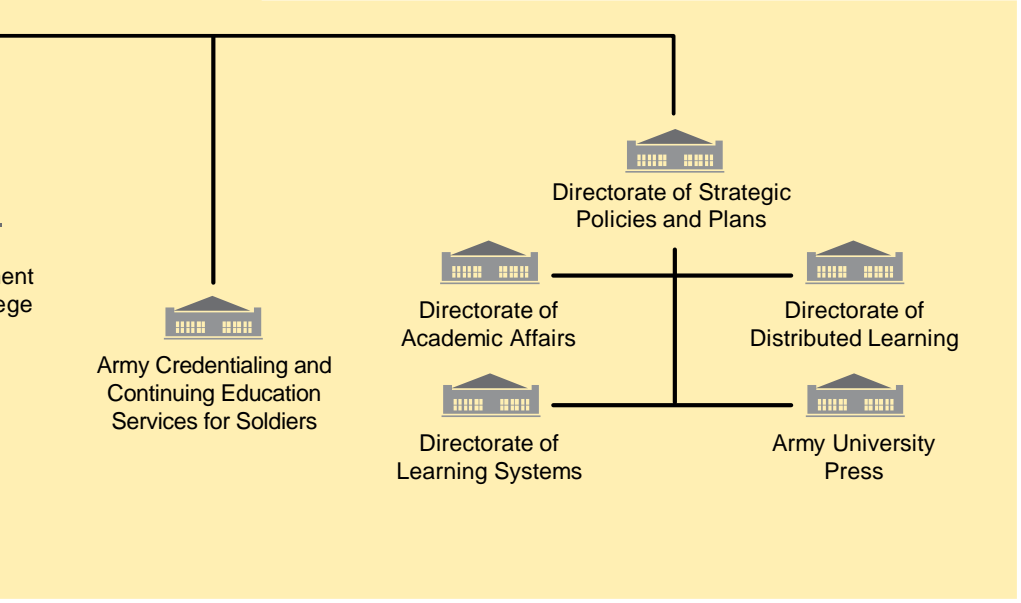 Directorate of Strategic
Policies and Plans
ege
Directorate of
Academic Affairs
Directorate of
Distributed Learning
Army Credentialing and
Continuing Education
Services for Soldiers
Directorate of
Learning Systems
Army University
Press